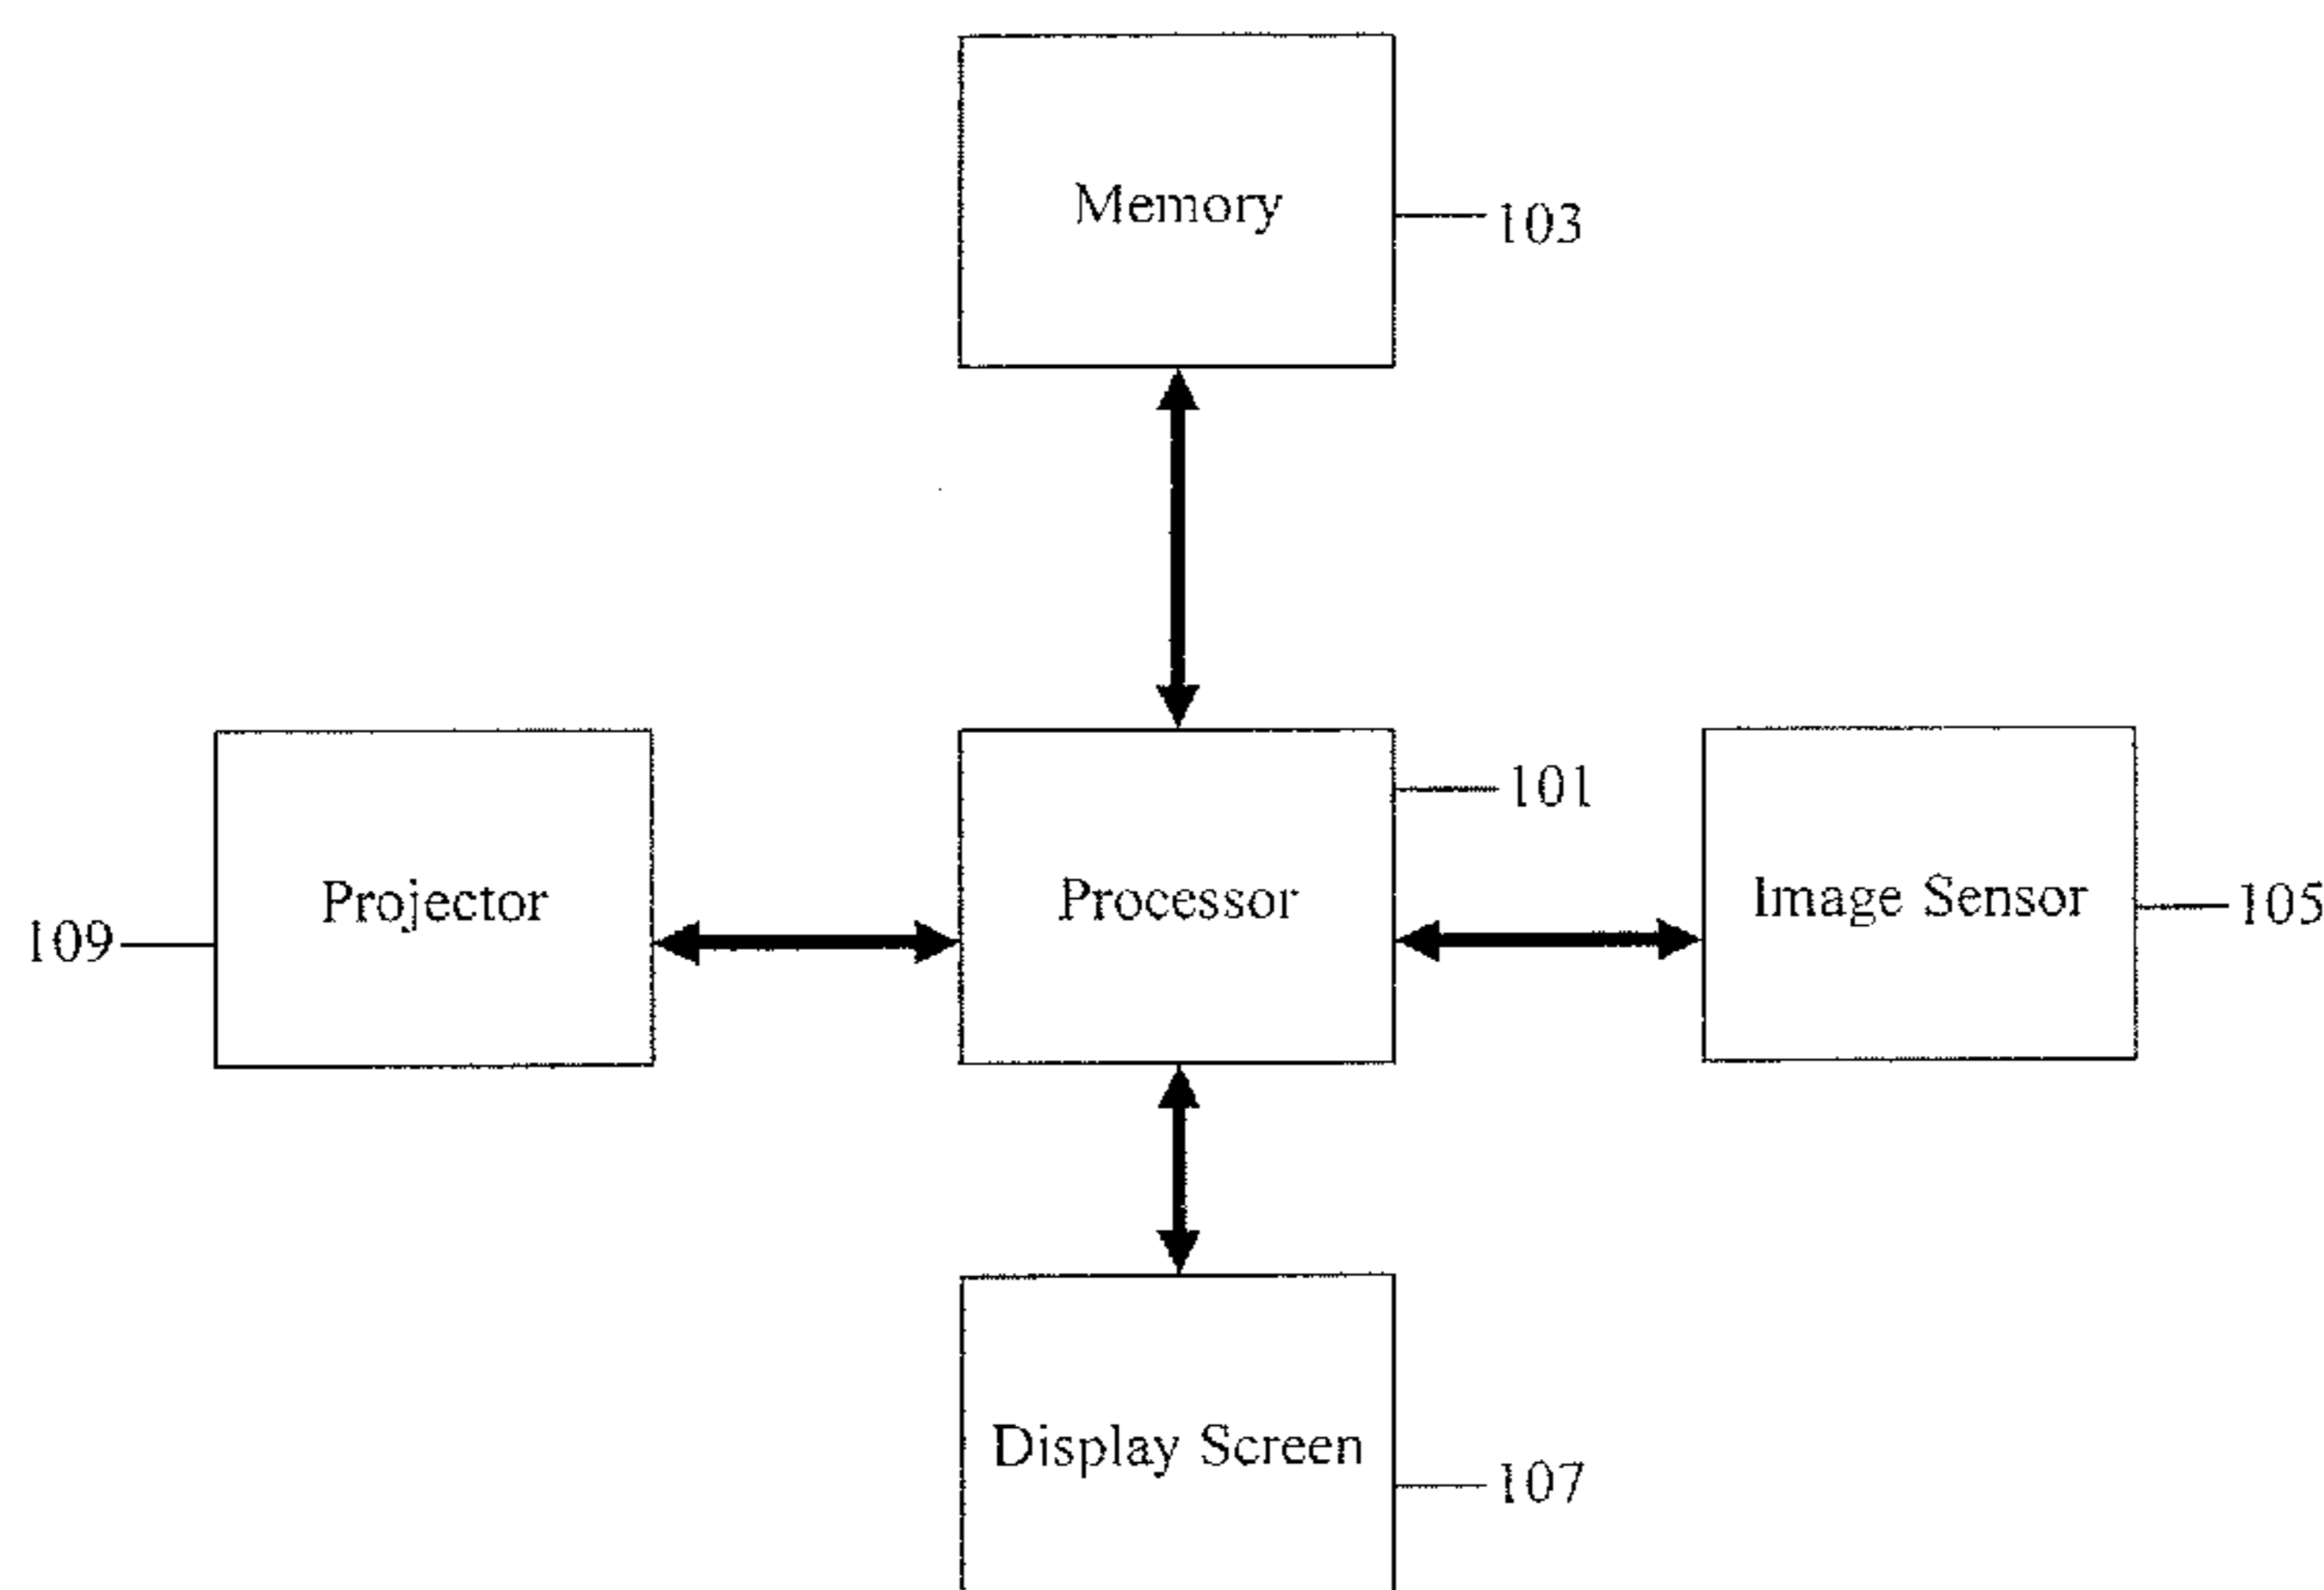 Memory
103
101
Projector
Processor
Image Sensor
105
109
Display Screen
107